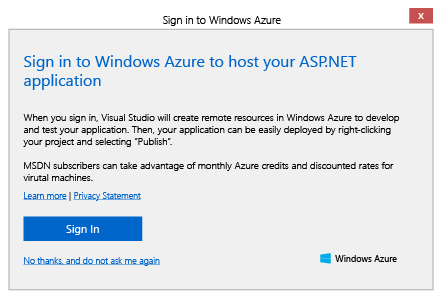 Sign in to Windows Azure
x
Sign in to Windows Azure to host your ASP.NET
application
When you sign in, Visual Studio will create remote resources in Windows Azure to develop
and test your application. Then, your application can be easily deployed by right-clicking
your project and selecting “Publish”.
MSDN subscribers can take advantage of monthly Azure credits and discounted rates for
virutal machines.
Learn more | Privacy Statement
Sign In
No thanks, and do not ask me again
Windows Azure